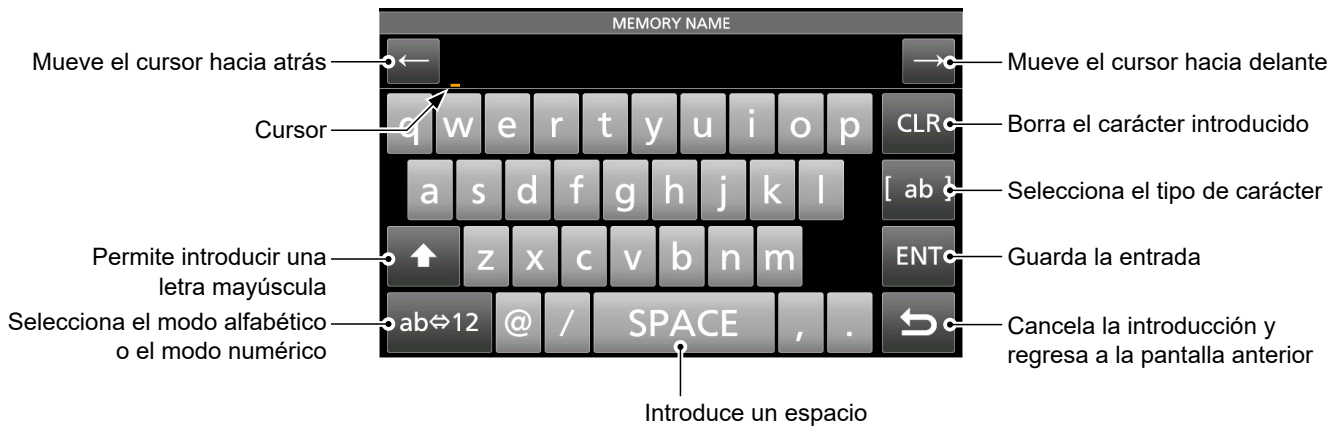 MEMORY NAME
Mueve el cursor hacia atrás
←
→
Mueve el cursor hacia delante
Cursor
q w e r t y u i o p
CLR
Borra el carácter introducido
a s d f g h j k l
[ ab ]
Selecciona el tipo de carácter
Permite introducir una
letra mayúscula
z x c v b n m
ENT
Guarda la entrada
Selecciona el modo alfabético
o el modo numérico
ab⇔12
@ / SPACE , .
Cancela la introducción y
regresa a la pantalla anterior
Introduce un espacio